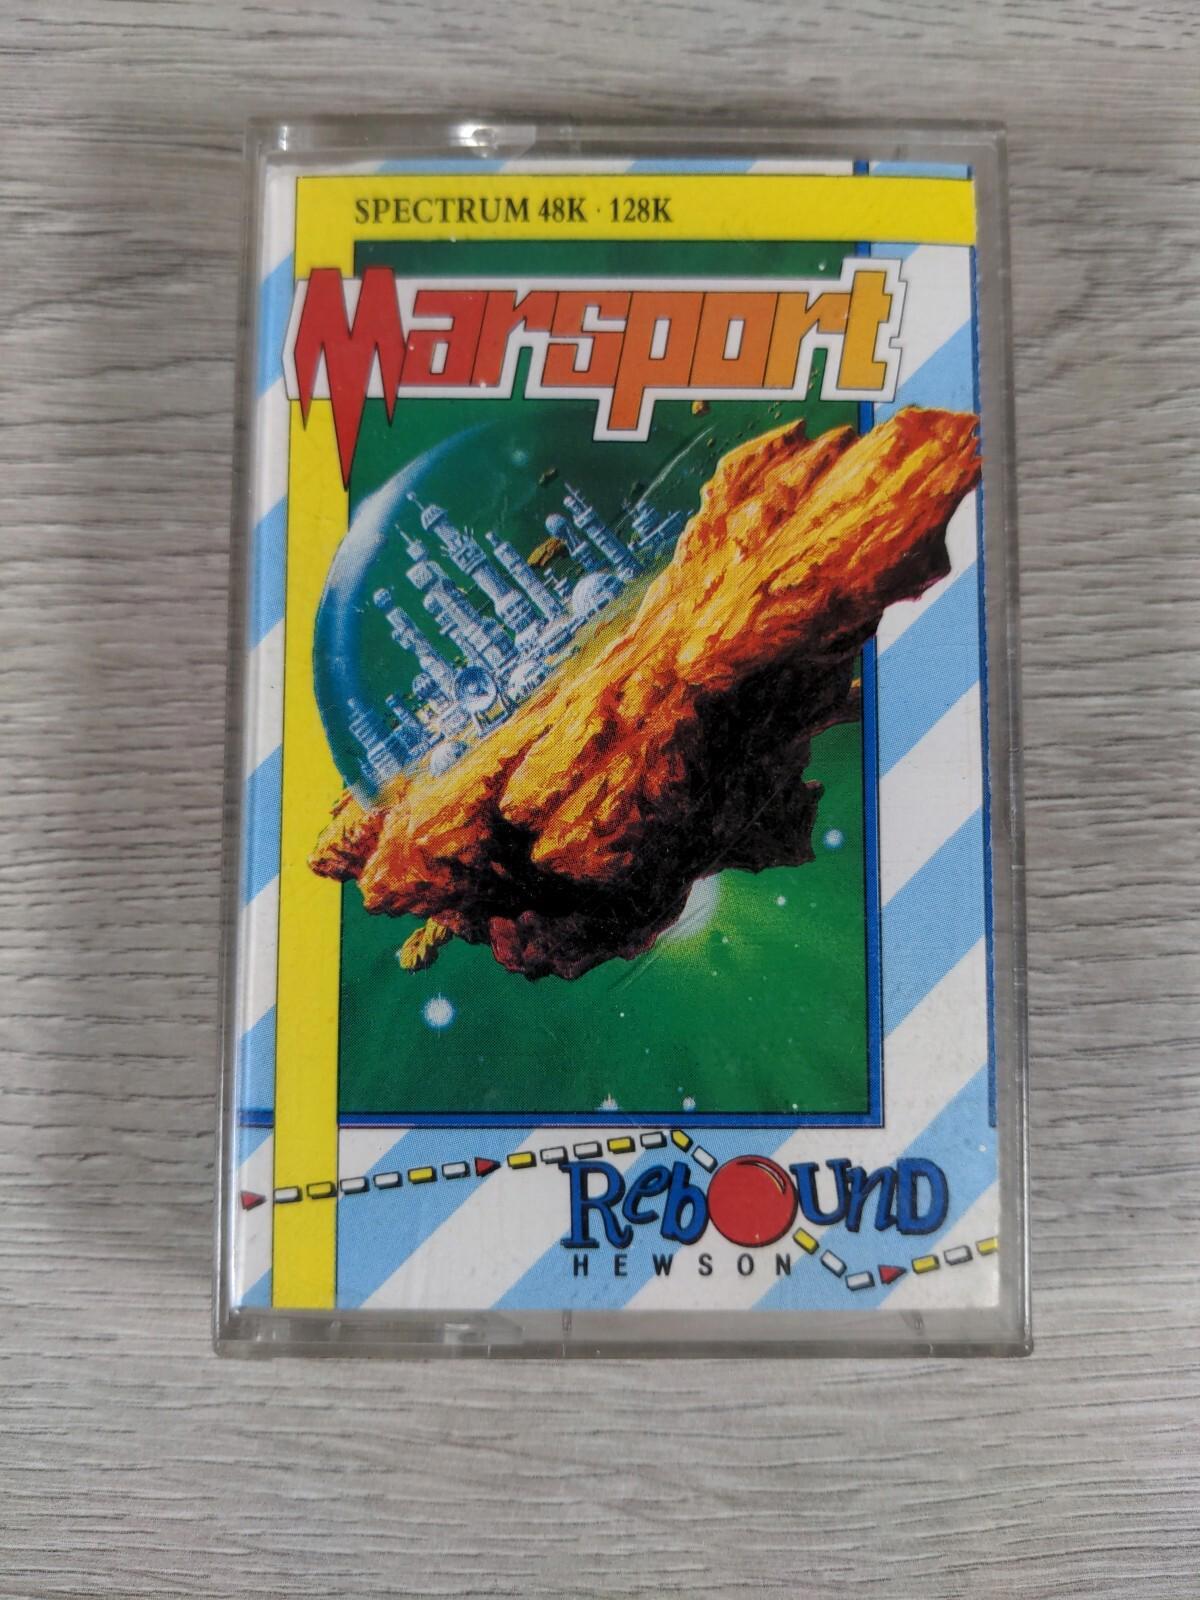 SPECTRUM 48K · 128K
Marsport
RebOUnD
HEWSON